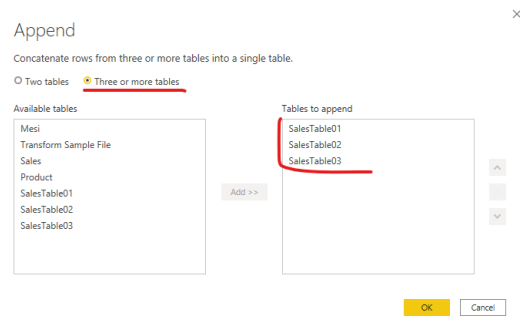 Append
Concatenate rows from three or more tables into a single table.
Two tables
Three or more tables
Available tables
Mesi
Transform Sample File
Sales
Product
SalesTable01
SalesTable02
SalesTable03
Add >>
Tables to append
SalesTable01
SalesTable02
SalesTable03
OK
Cancel